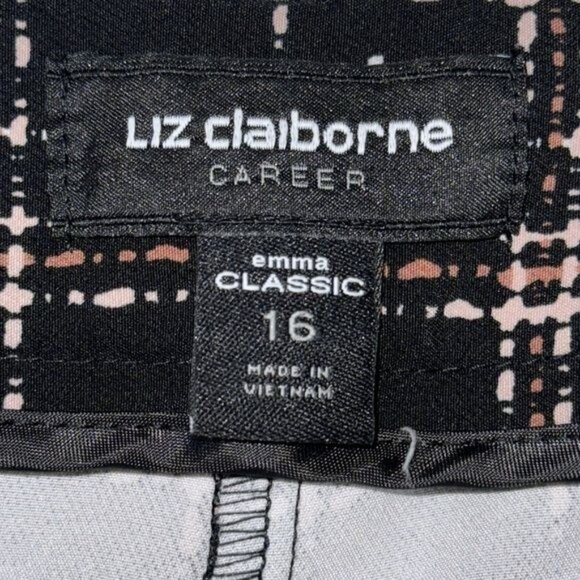 LIZ claiborne
CAREER
emma
CLASSIC
16
MADE IN
VIETNAM